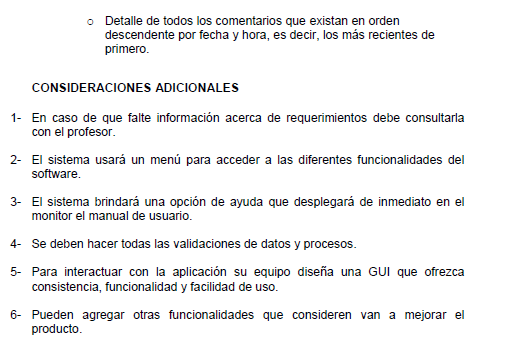 o Detalle de todos los comentarios que existan en orden
descendente por fecha y hora, es decir, los más recientes de
primero.
CONSIDERACIONES ADICIONALES
1- En caso de que falte información acerca de requerimientos debe consultarla
con el profesor.
2- El sistema usará un menú para acceder a las diferentes funcionalidades del
software.
3- El sistema brindará una opción de ayuda que desplegará de inmediato en el
monitor el manual de usuario.
4- Se deben hacer todas las validaciones de datos y procesos.
5- Para interactuar con la aplicación su equipo diseña una GUI que ofrezca
consistencia, funcionalidad y facilidad de uso.
6- Pueden agregar otras funcionalidades que consideren van a mejorar el
producto.